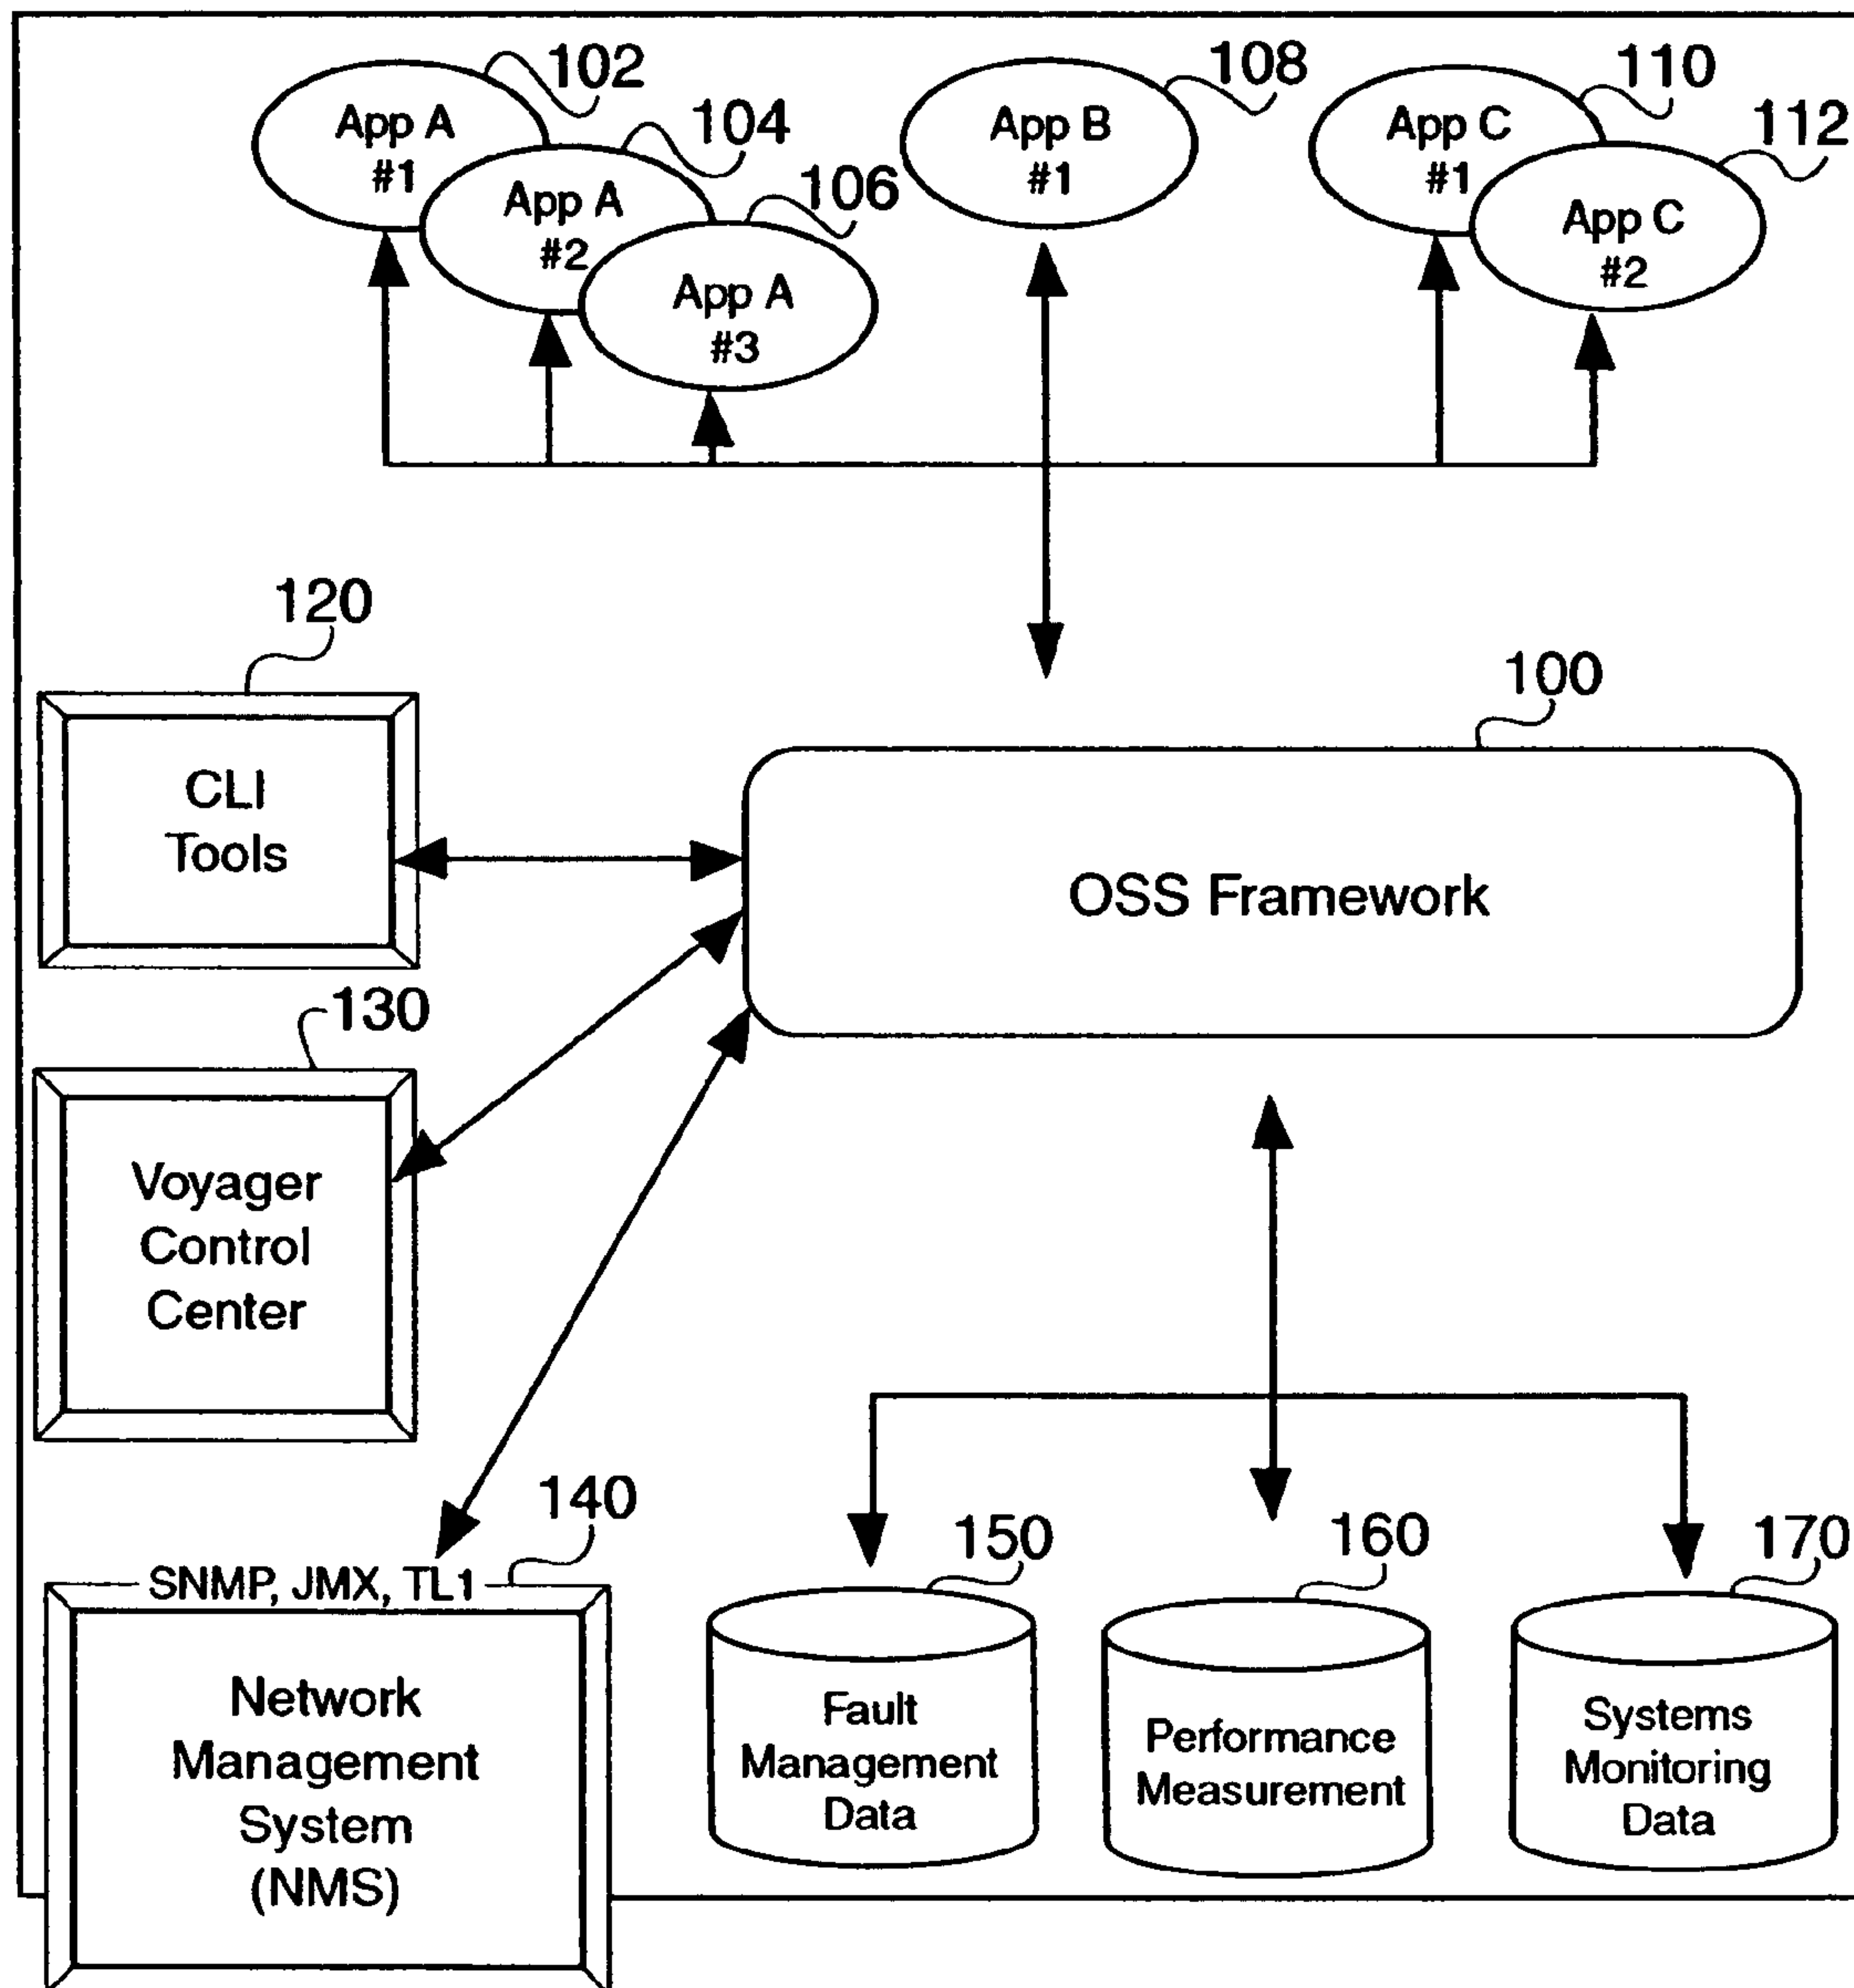 102
App A
#1
104
App A
#2
106
App A
#3
108
App B
#1
110
App C
#1
112
App C
#2
120
CLI
Tools
100
OSS Framework
130
Voyager
Control
Center
140
SNMP, JMX, TL1
Network
Management
System
(NMS)
150
Fault
Management
Data
160
Performance
Measurement
170
Systems
Monitoring
Data